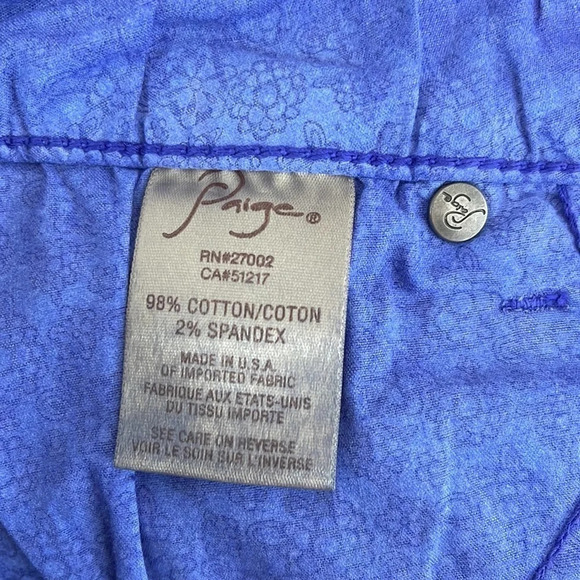 Paige®
RN#27002
CA#51217
98% COTTON/COTON
2% SPANDEX
MADE IN U.S.A.
OF IMPORTED FABRIC
FABRIQUE AUX ETATS-UNIS
DU TISSU IMPORTE
SEE CARE ON REVERSE
VOIR LE SOIN SUR L'INVERSE
Paige